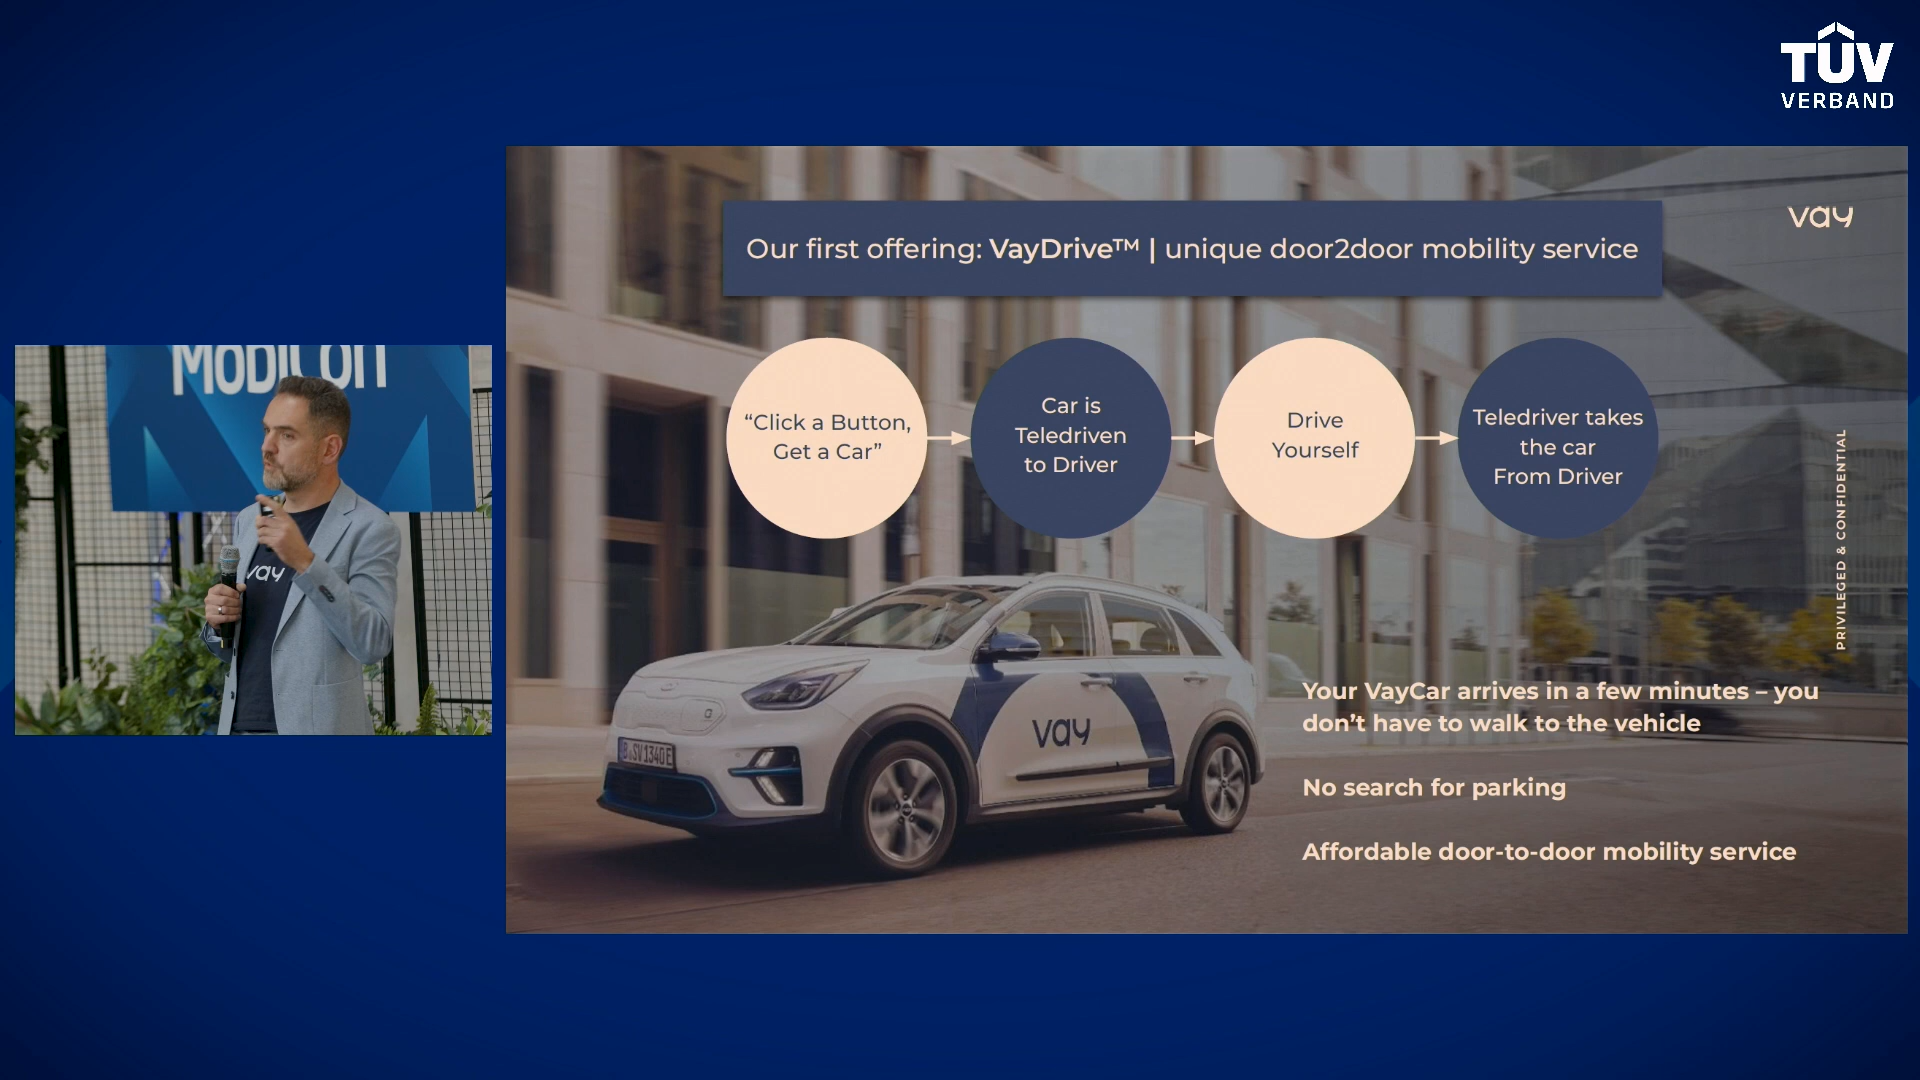 TÜV
VERBAND
vay
Our first offering: VayDrive™ | unique door2door mobility service
“Click a Button,
Get a Car”
Car is
Teledriven
to Driver
Drive
Yourself
Teledriver takes
the car
From Driver
PRIVILEGED & CONFIDENTIAL
MOBICON
vay
vay
B SV1340E
Your VayCar arrives in a few minutes – you
don’t have to walk to the vehicle
No search for parking
Affordable door-to-door mobility service